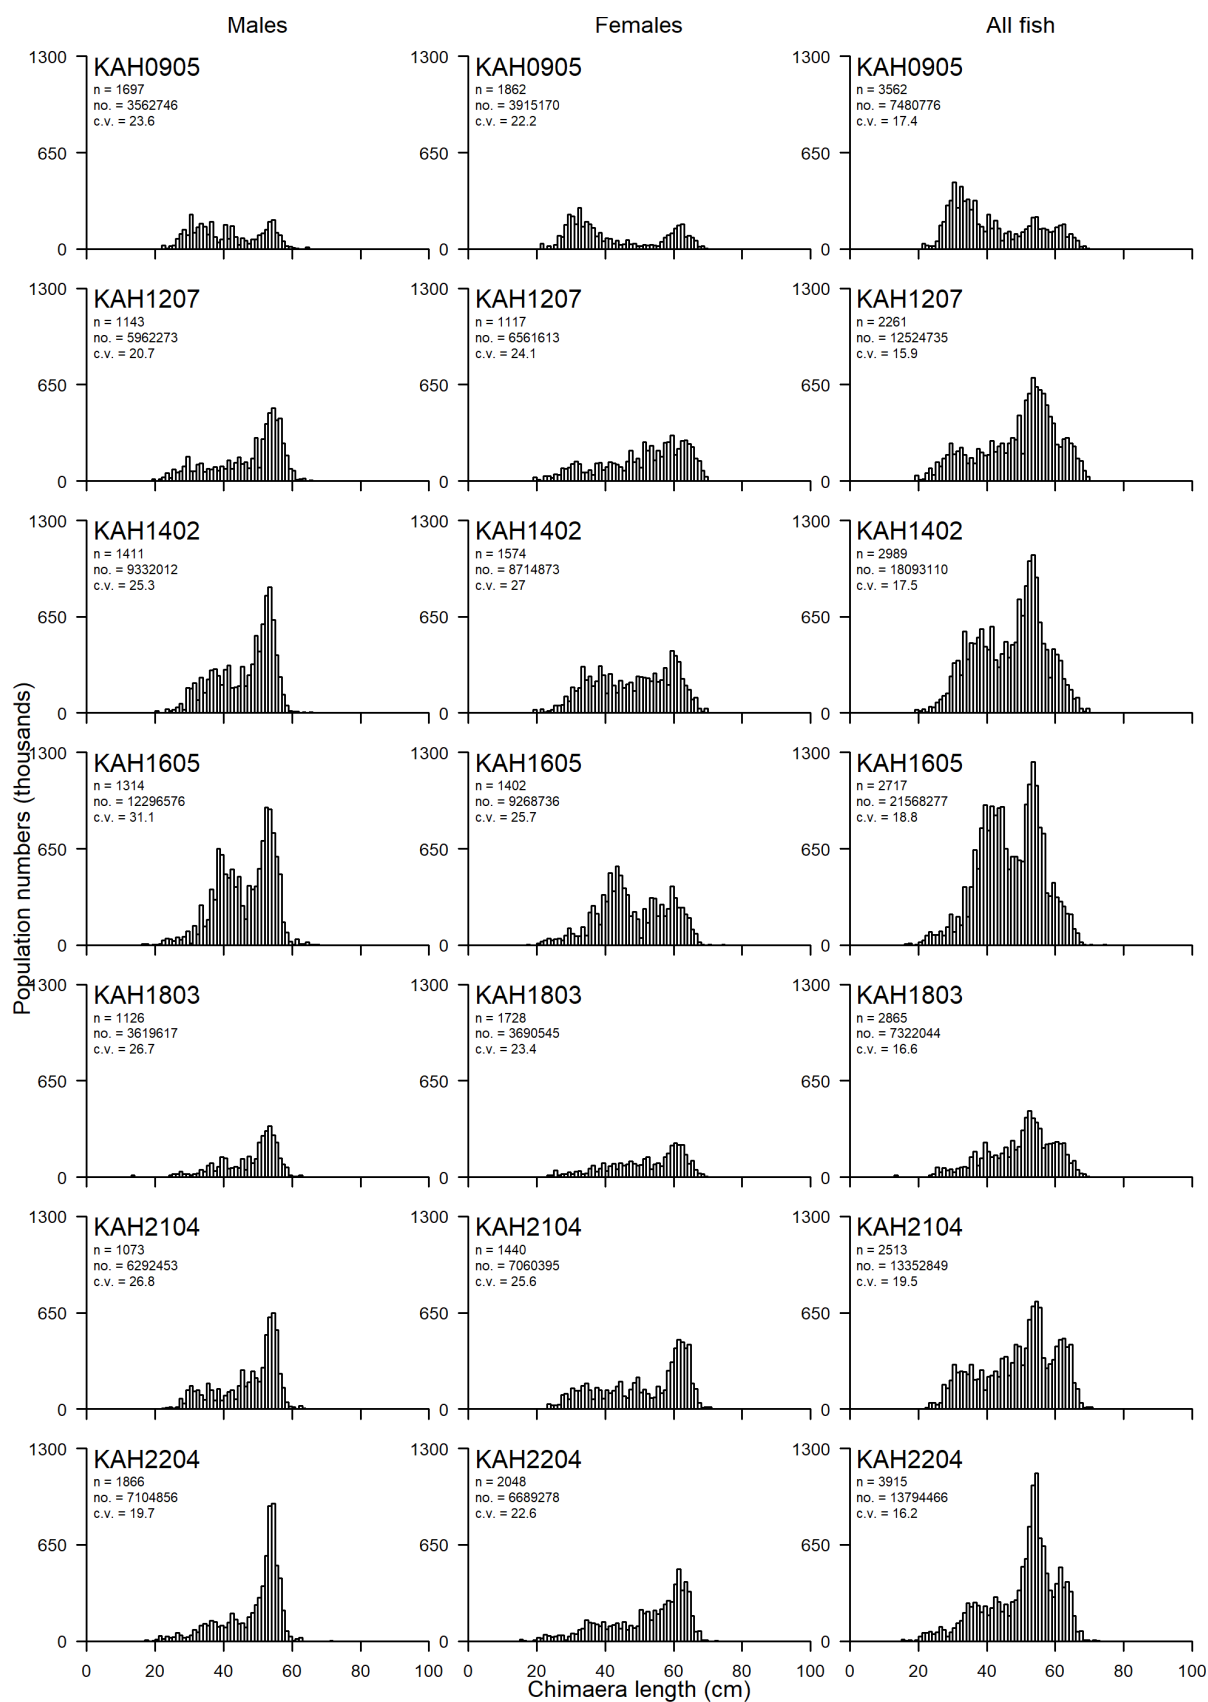 Males Females All fish
1300 KAH0905 KAH0905 1300 KAH0905
n = 1697 n = 1862 n = 3562
no. = 3562746 no. = 3915170 no. = 7480776
c.v. = 23.6 c.v. = 22.2 c.v. = 17.4
650 650 650
0 0 0
1300 KAH1207 1300 KAH1207 1300 KAH1207
n = 1143 n = 1117 n = 2261
no. = 5962273 no. = 6561613 no. = 12524735
c.v. = 20.7 c.v. = 24.1 c.v. = 15.9
650 650 650
0 0 0
1300 KAH1402 1300 KAH1402 1300 KAH1402
n = 1411 n = 1574 n = 2989
no. = 9332012 no. = 8714873 no. = 18093110
c.v. = 25.3 c.v. = 27 c.v. = 17.5
650 650 650
0 0 0
Population numbers (thousands)
1300 KAH1605 1300 KAH1605 1300 KAH1605
n = 1314 n = 1402 n = 2717
no. = 12296576 no. = 9268736 no. = 21568277
c.v. = 31.1 c.v. = 25.7 c.v. = 18.8
650 650 650
0 0 0
1300 KAH1803 1300 KAH1803 1300 KAH1803
n = 1126 n = 1728 n = 2865
no. = 3619617 no. = 3690545 no. = 7322044
c.v. = 26.7 c.v. = 23.4 c.v. = 16.6
650 650 650
0 0 0
1300 KAH2104 1300 KAH2104 1300 KAH2104
n = 1073 n = 1440 n = 2513
no. = 6292453 no. = 7060395 no. = 13352849
c.v. = 26.8 c.v. = 25.6 c.v. = 19.5
650 650 650
0 0 0
1300 KAH2204 1300 KAH2204 1300 KAH2204
n = 1866 n = 2048 n = 3915
no. = 7104856 no. = 6689278 no. = 13794466
c.v. = 19.7 c.v. = 22.6 c.v. = 16.2
650 650 650
0 0 0
0 20 40 60 80 100 0 20 40 60 80 100 0 20 40 60 80 100
Chimaera length (cm)